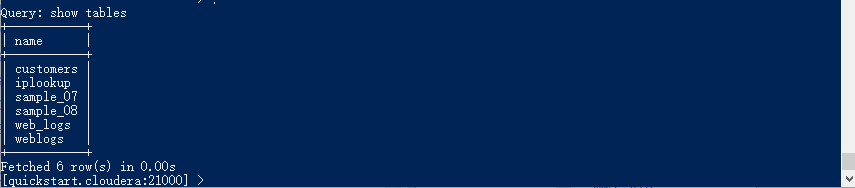 Query: show tables
+-----------+
| name      |
+-----------+
| customers |
| iplookup  |
| sample_07 |
| sample_08 |
| web_logs  |
| weblogs   |
+-----------+
Fetched 6 row(s) in 0.00s
[quickstart.cloudera:21000] >